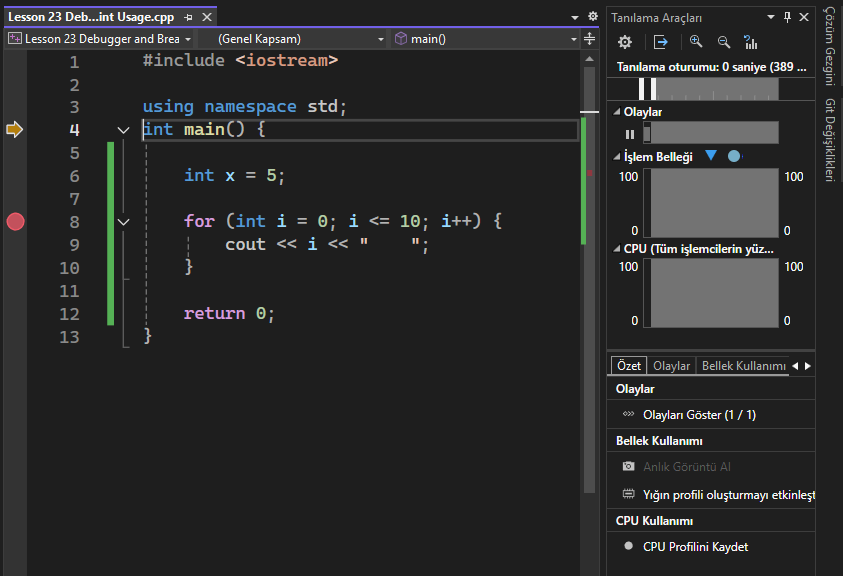 Lesson 23 Deb...int Usage.cpp
Lesson 23 Debugger and Brea
(Genel Kapsam)
main()
1 #include <iostream>
2
3 using namespace std;
4 int main() {
5
6 int x = 5;
7
8 for (int i = 0; i <= 10; i++) {
9 cout << i << "    ";
10 }
11
12 return 0;
13 }
Tanılama Araçları
Tanılama oturumu: 0 saniye (389 ...
Olaylar
İşlem Belleği
100 100
0 0
CPU (Tüm işlemcilerin yüz...
100 100
0 0
Özet Olaylar Bellek Kullanımı
Olaylar
Olayları Göster (1 / 1)
Bellek Kullanımı
Anlık Görüntü Al
Yığın profili oluşturmayı etkinleşt
CPU Kullanımı
CPU Profilini Kaydet
Çözüm Gezgini
Git Değişiklikleri